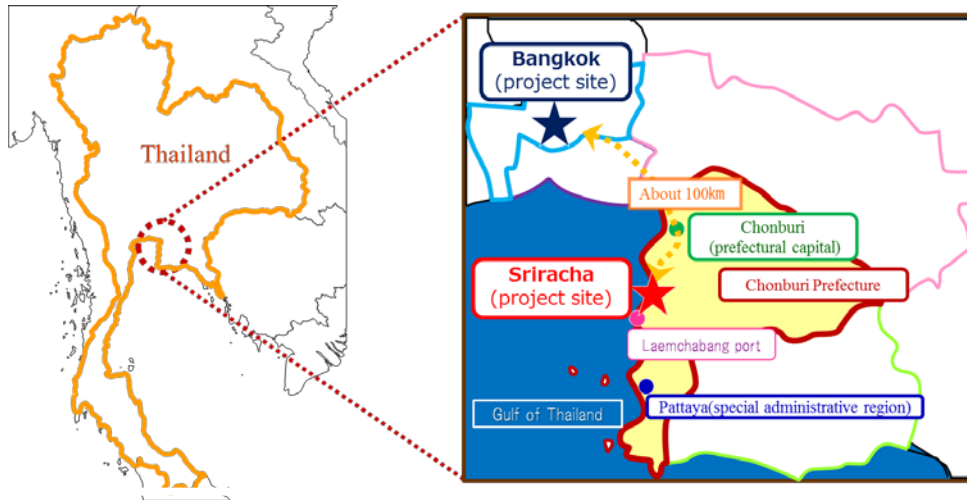 Thailand
Bangkok
(project site)
About 100㎞
Chonburi
(prefectural capital)
Sriracha
(project site)
Chonburi Prefecture
Laemchabang port
Gulf of Thailand
Pattaya(special administrative region)